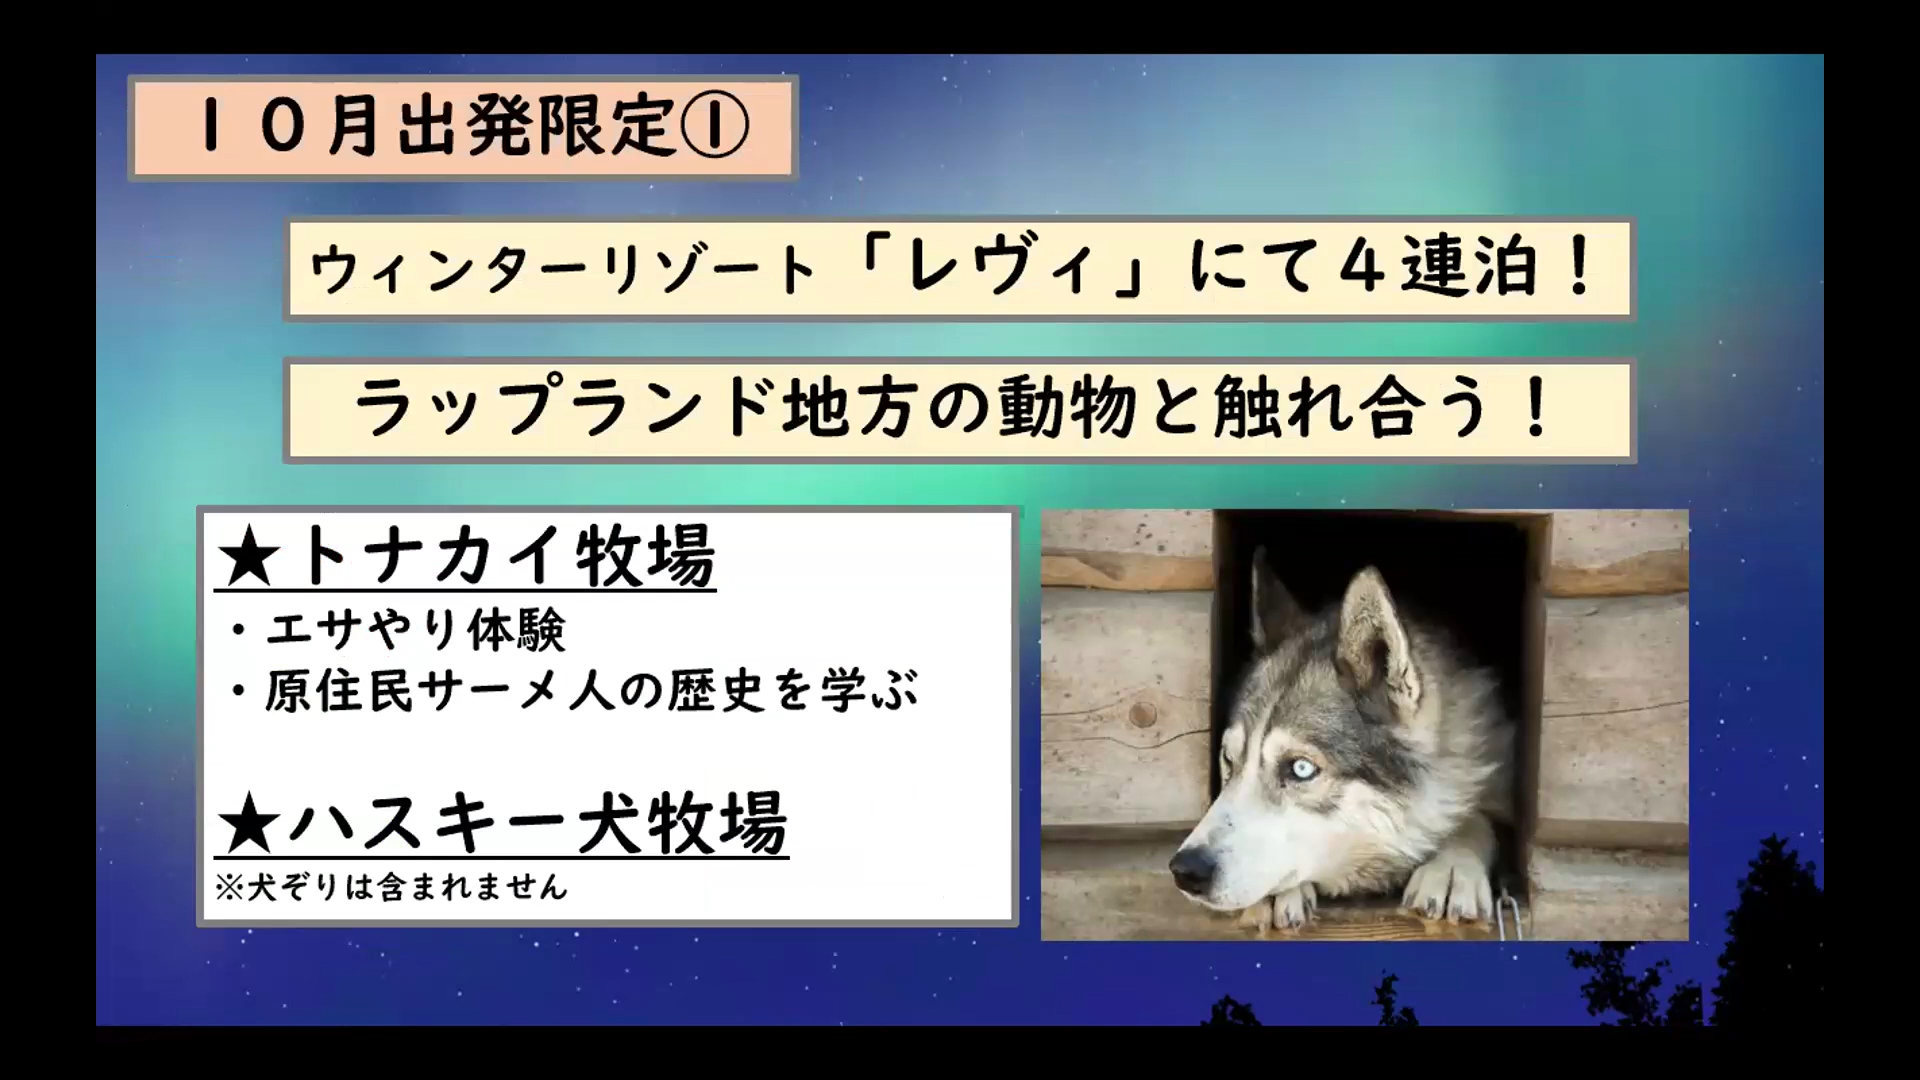 １０月出発限定①
ウィンターリゾート「レヴィ」にて４連泊！
ラップランド地方の動物と触れ合う！
★トナカイ牧場
・エサやり体験
・原住民サーメ人の歴史を学ぶ
★ハスキー犬牧場
※犬ぞりは含まれません